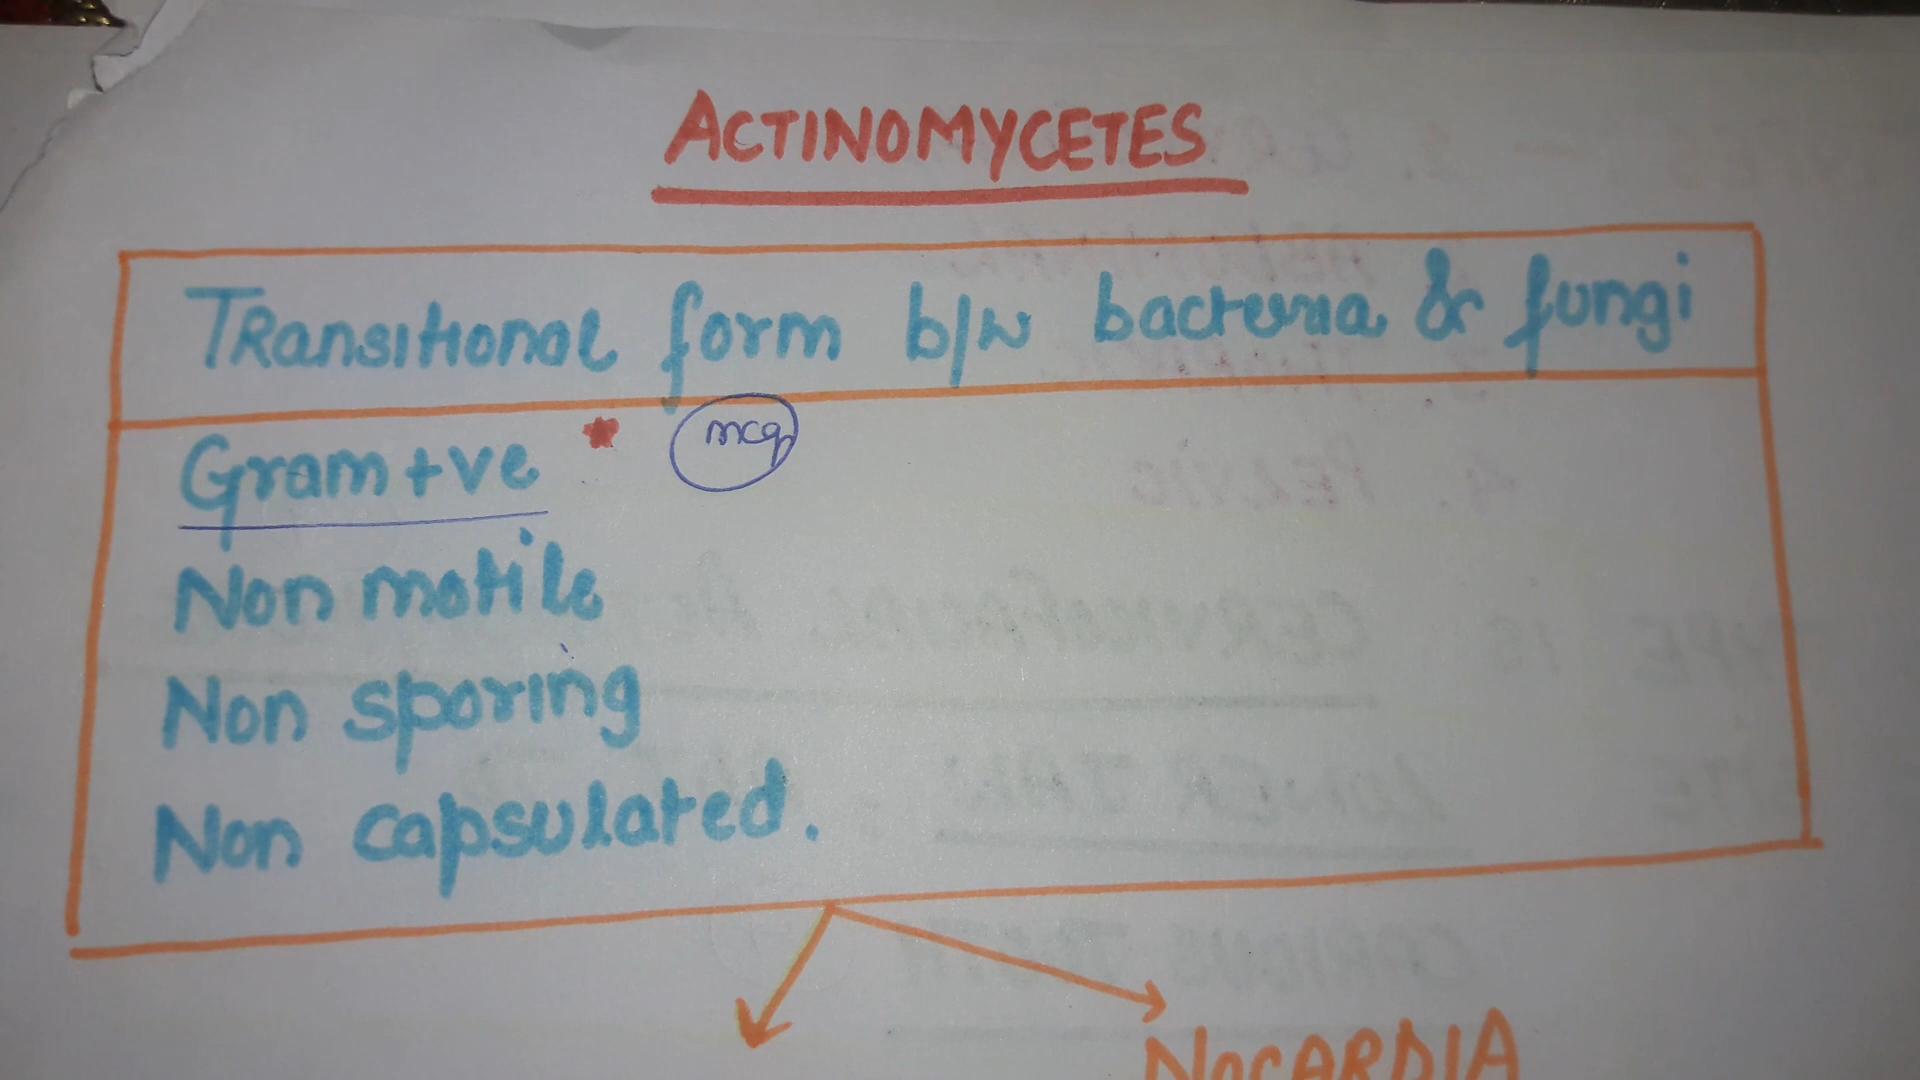 ACTINOMYCETES
Transitional form b/w bacteria & fungi
Gram +ve mcq
Non motile
Non sporing
Non capsulated.
NOCARDIA